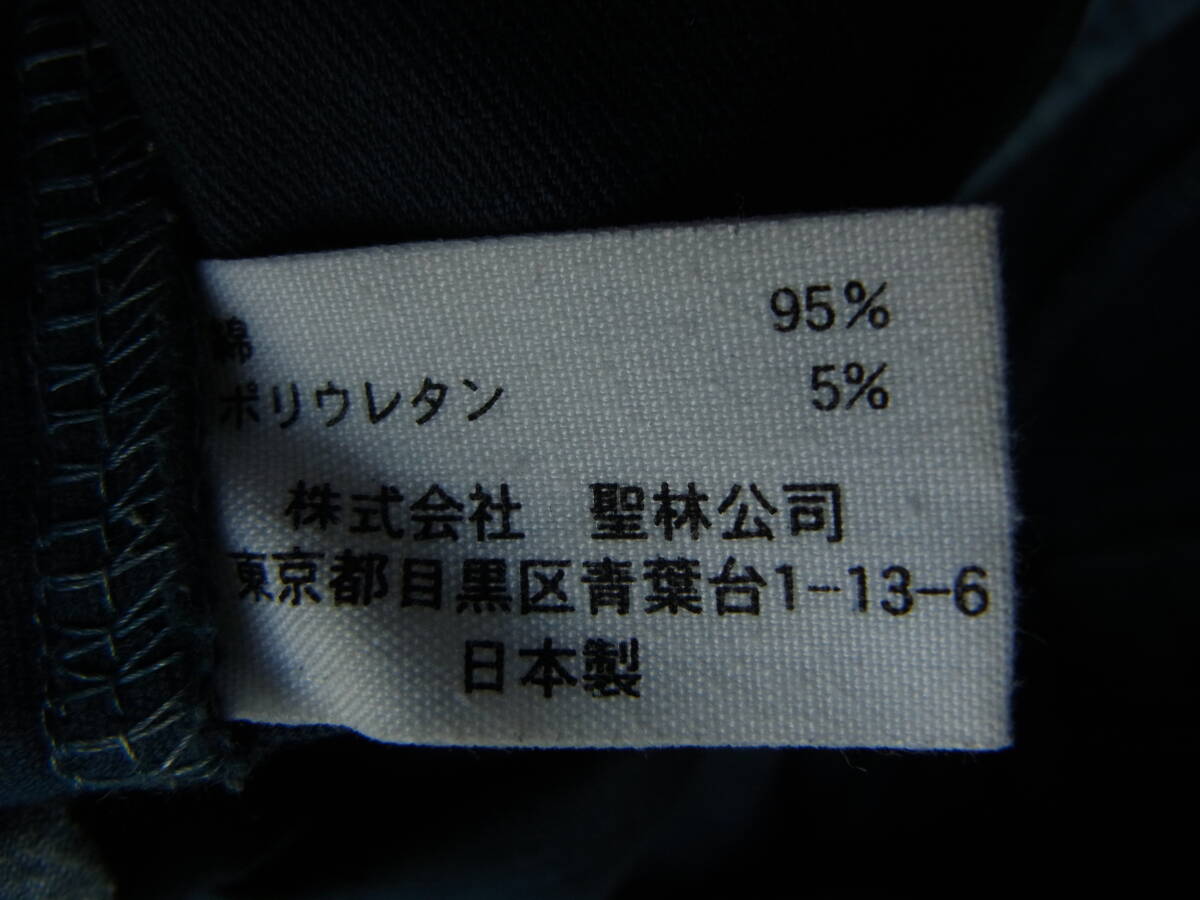 綿 95%
ポリウレタン 5%
株式会社 聖林公司
東京都目黒区青葉台1-13-6
日本製